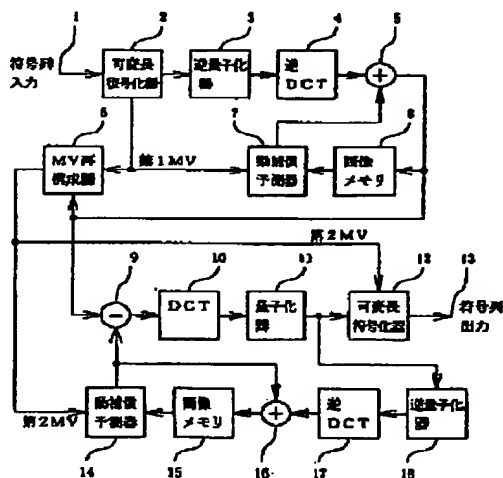 1
2
3
4
5
符号列
入力
可変長
復号化器
逆量子化
器
逆
DCT
+
6
7
8
MV再
構成器
第1MV
動補償
予測器
画像
メモリ
第2MV
9
10
11
12
13
−
DCT
量子化
器
可変長
符号化器
符号列
出力
第2MV
動補償
予測器
画像
メモリ
+
逆
DCT
逆量子化
器
14
15
16
17
18